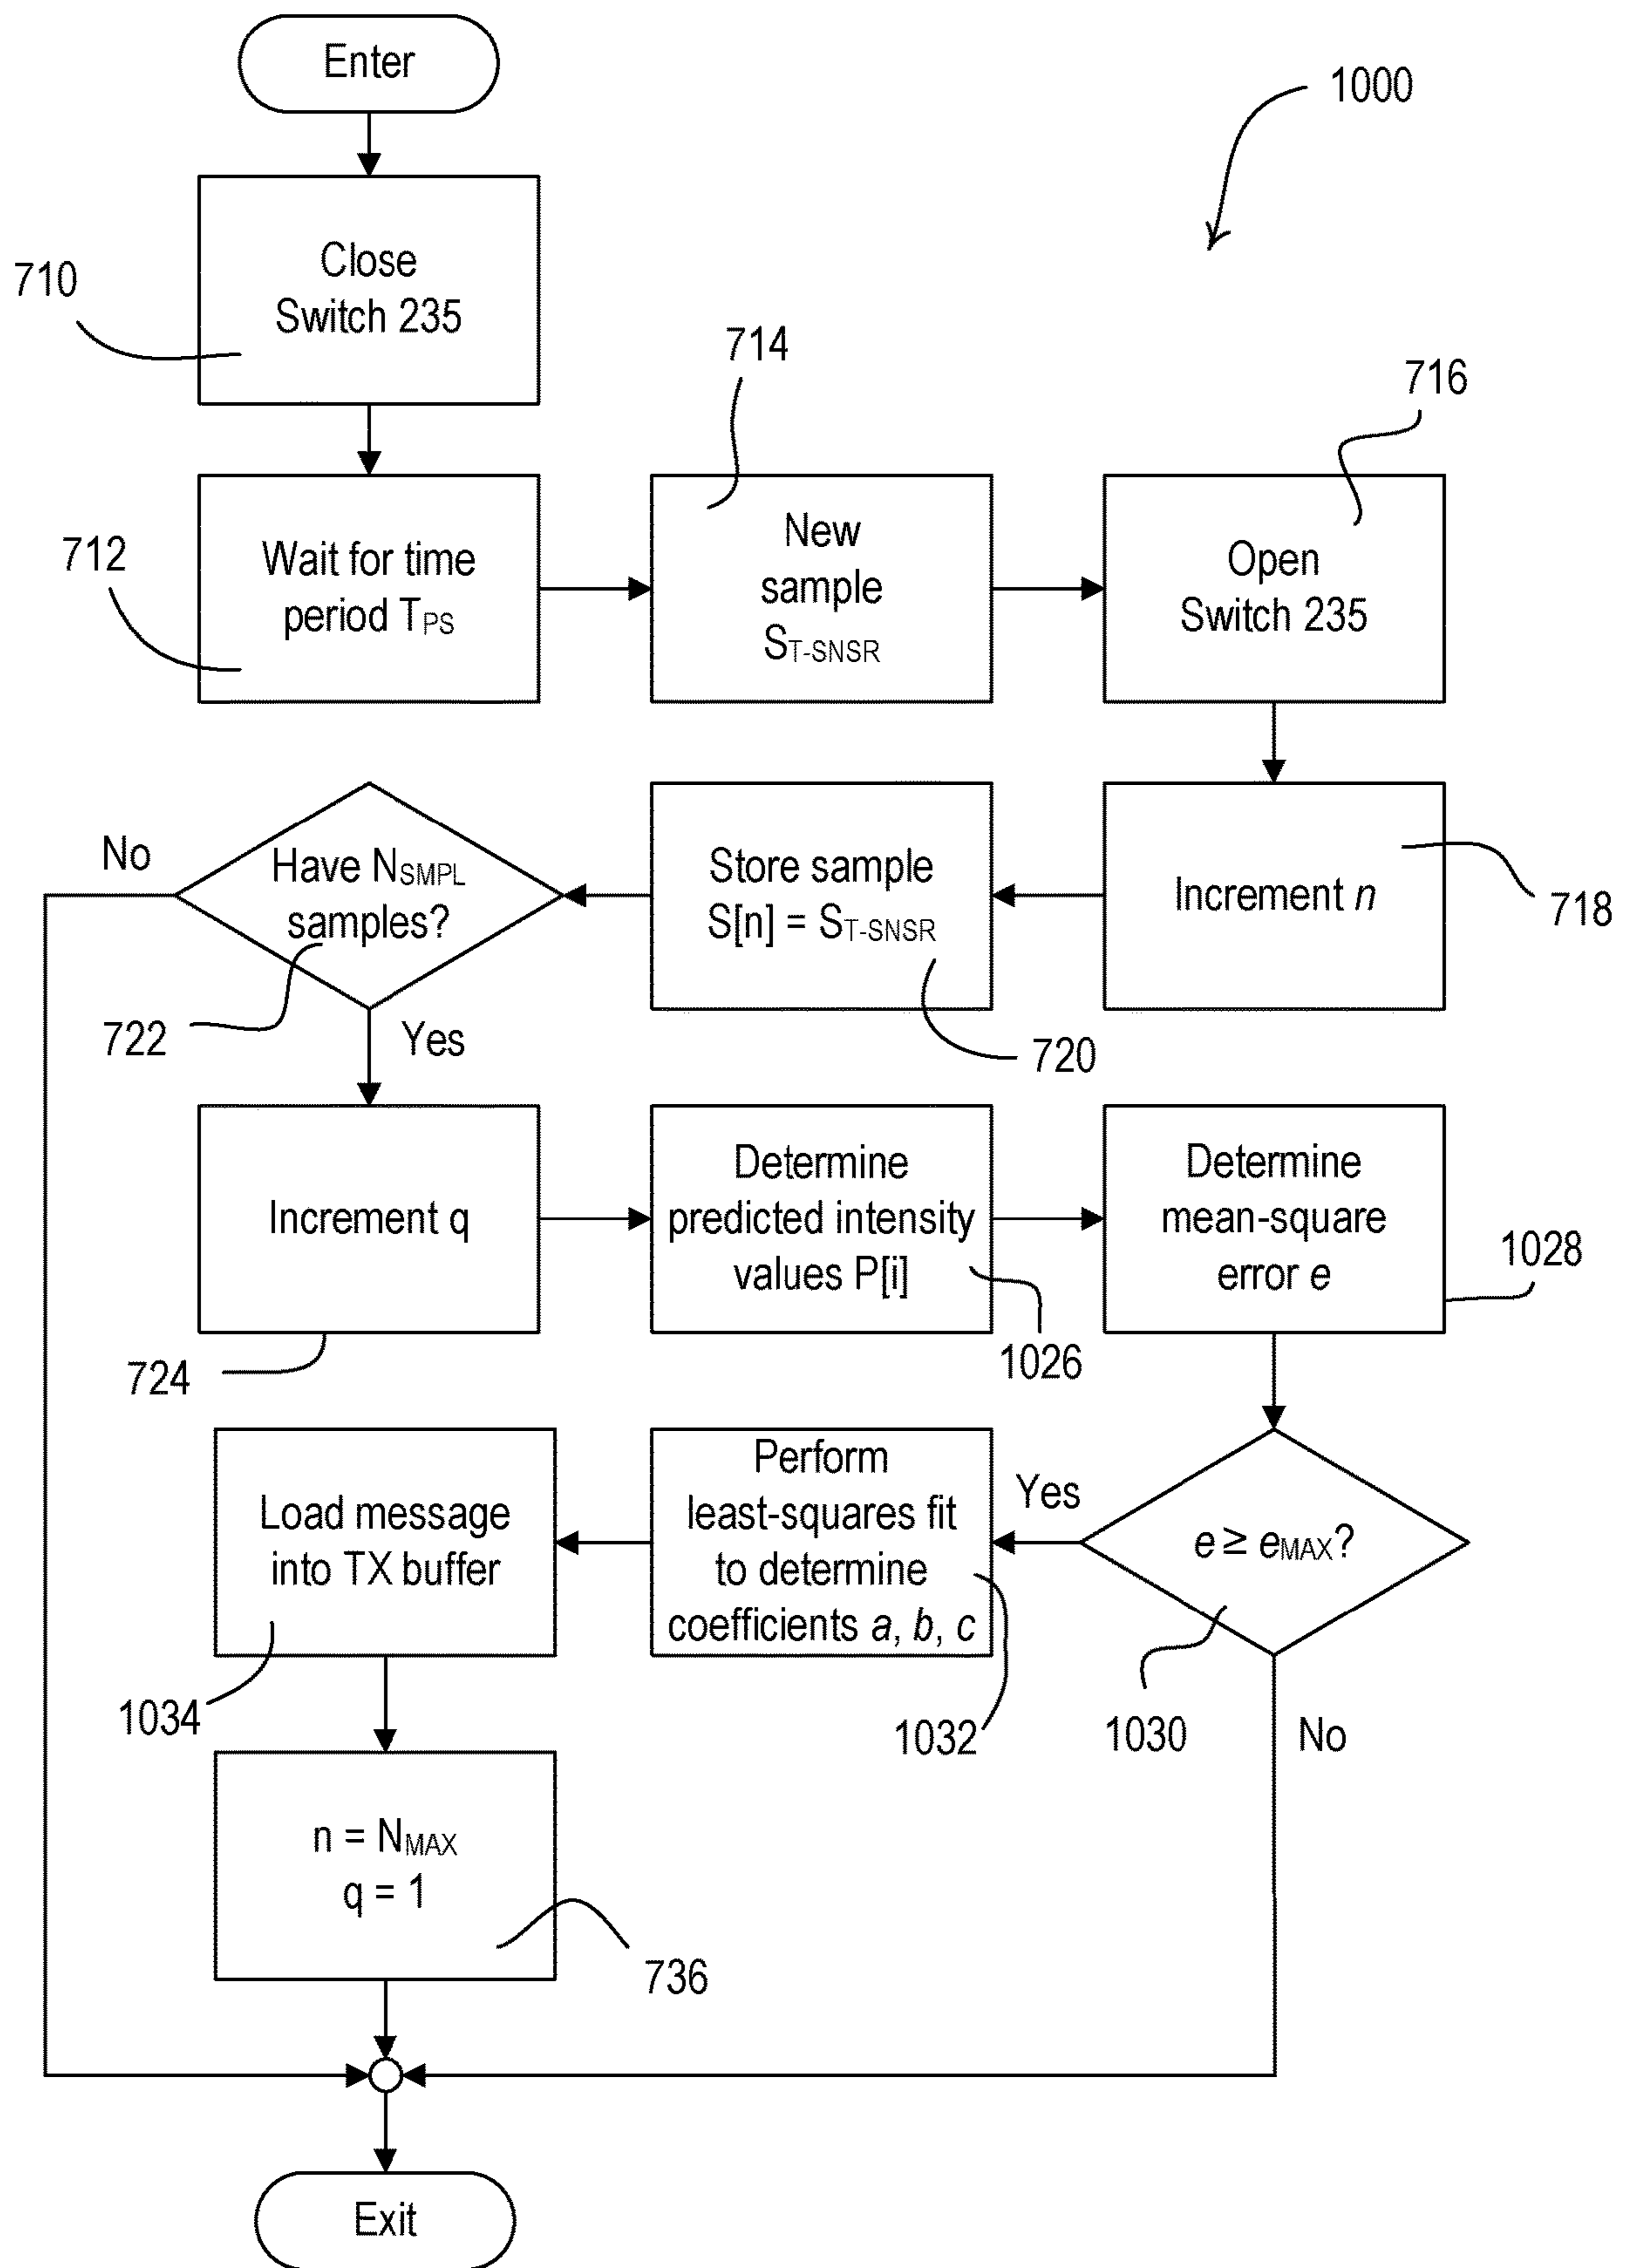 Enter
1000
Close
Switch 235
710
714
716
712
Wait for time
period TPS
New
sample
ST-SNSR
Open
Switch 235
No
Have NSMPL
samples?
Store sample
S[n] = ST-SNSR
Increment n
718
722
Yes
720
Increment q
Determine
predicted intensity
values P[i]
Determine
mean-square
error e
1028
724
1026
Load message
into TX buffer
Perform
least-squares fit
to determine
coefficients a, b, c
Yes
e ≥ eMAX?
1034
1032
1030
No
n = NMAX
q = 1
736
Exit